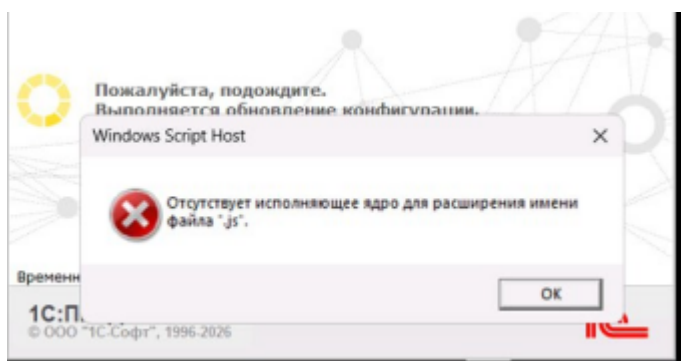 Пожалуйста, подождите.
Выполняется обновление конфигурации.
Windows Script Host
Отсутствует исполняющее ядро для расширения имени
файла ".js".
OK
Временн
1С:П
© ООО "1С-Софт", 1996-2026